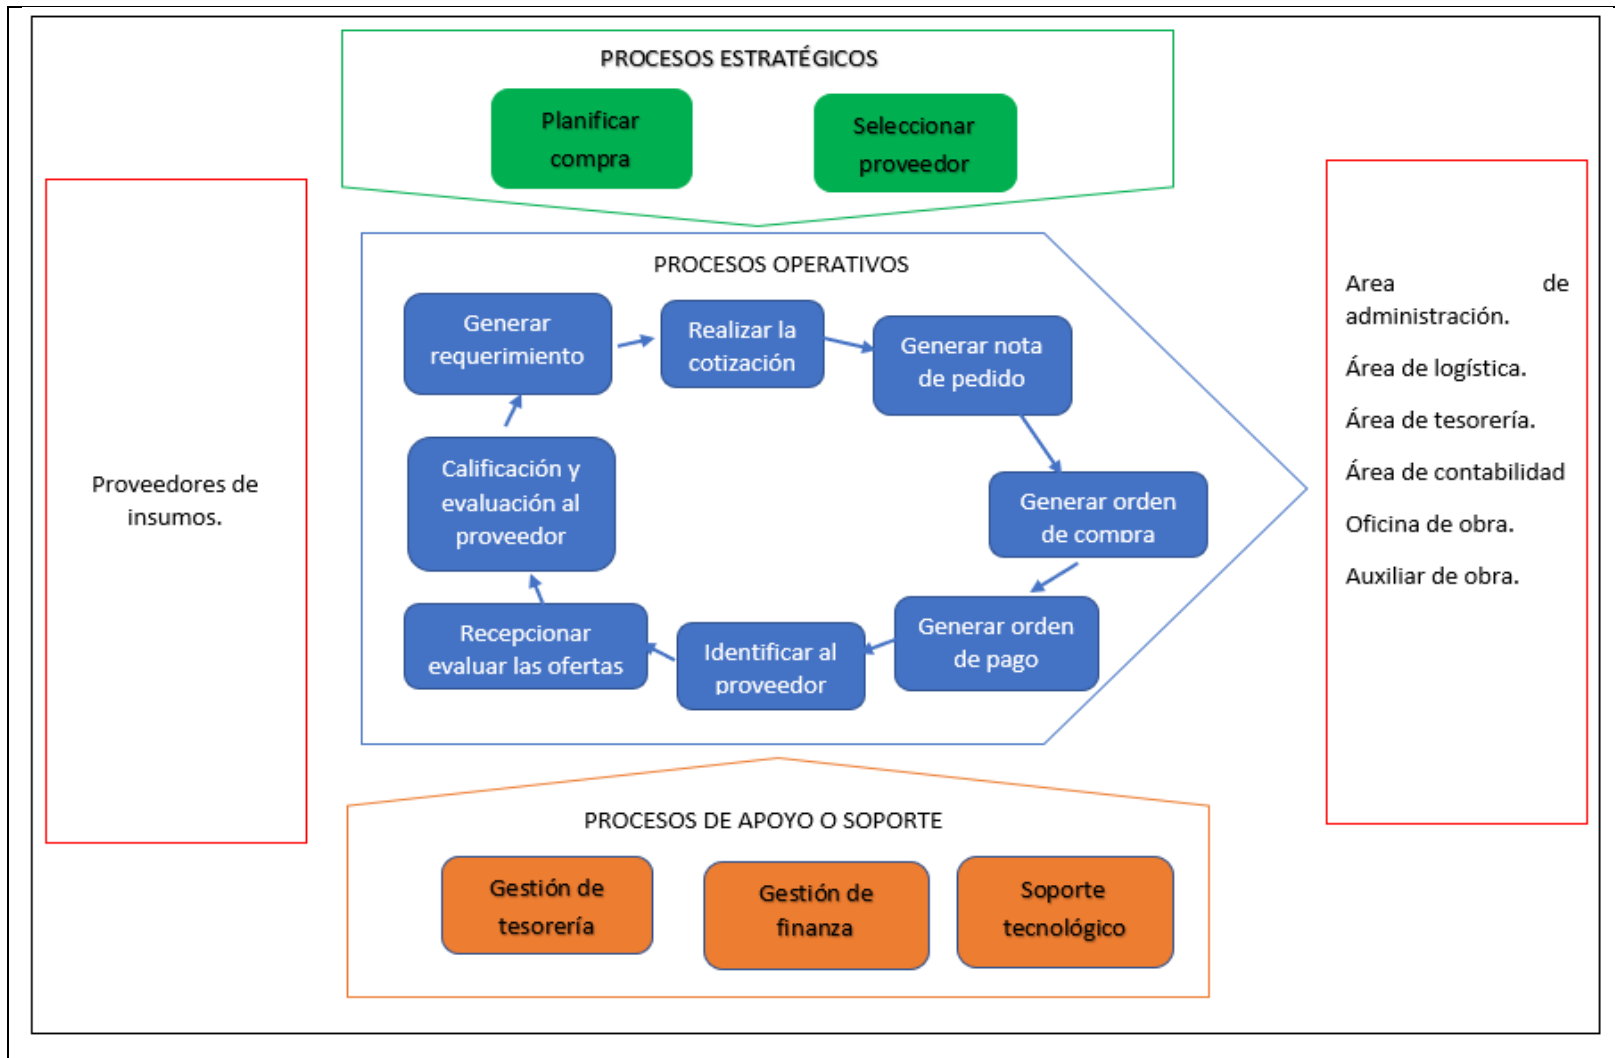 PROCESOS ESTRATÉGICOS
Planificar
compra
Seleccionar
proveedor
Proveedores de
insumos.
PROCESOS OPERATIVOS
Generar
requerimiento
Realizar la
cotización
Generar nota
de pedido
Generar orden
de compra
Generar orden
de pago
Identificar al
proveedor
Recepcionar
evaluar las ofertas
Calificación y
evaluación al
proveedor
Area de
administración.
Área de logística.
Área de tesorería.
Área de contabilidad
Oficina de obra.
Auxiliar de obra.
PROCESOS DE APOYO O SOPORTE
Gestión de
tesorería
Gestión de
finanza
Soporte
tecnológico